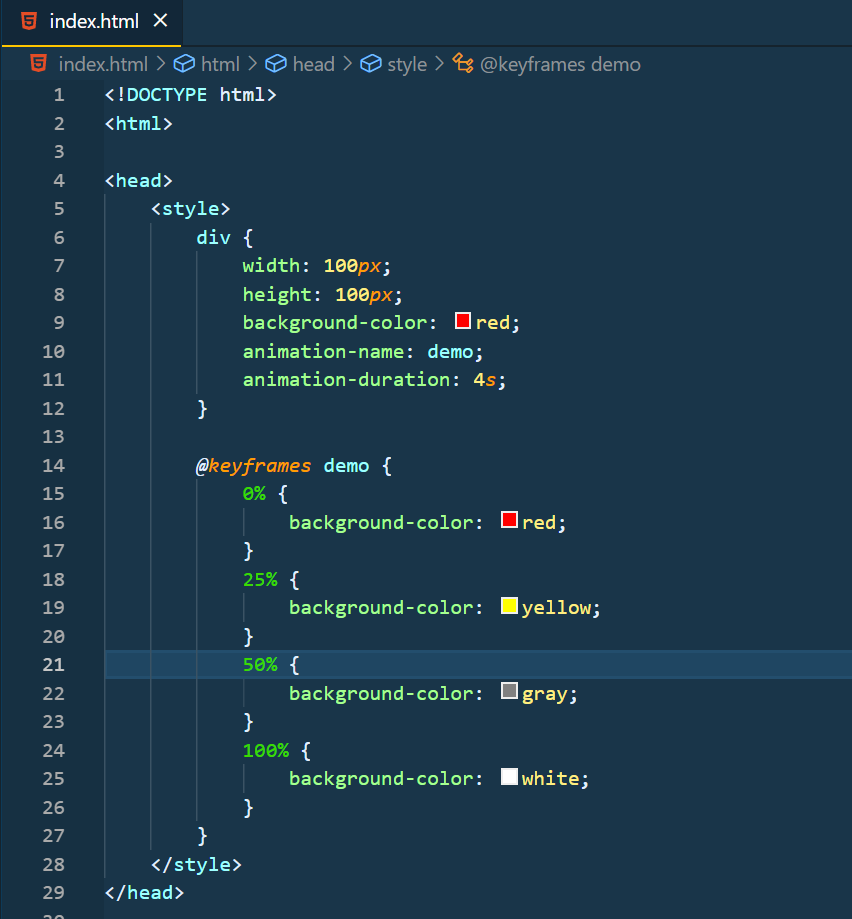 index.html ×
index.html > html > head > style > @keyframes demo
1 <!DOCTYPE html>
2 <html>
3
4 <head>
5     <style>
6         div {
7             width: 100px;
8             height: 100px;
9             background-color: red;
10             animation-name: demo;
11             animation-duration: 4s;
12         }
13
14         @keyframes demo {
15             0% {
16                 background-color: red;
17             }
18             25% {
19                 background-color: yellow;
20             }
21             50% {
22                 background-color: gray;
23             }
24             100% {
25                 background-color: white;
26             }
27         }
28     </style>
29 </head>